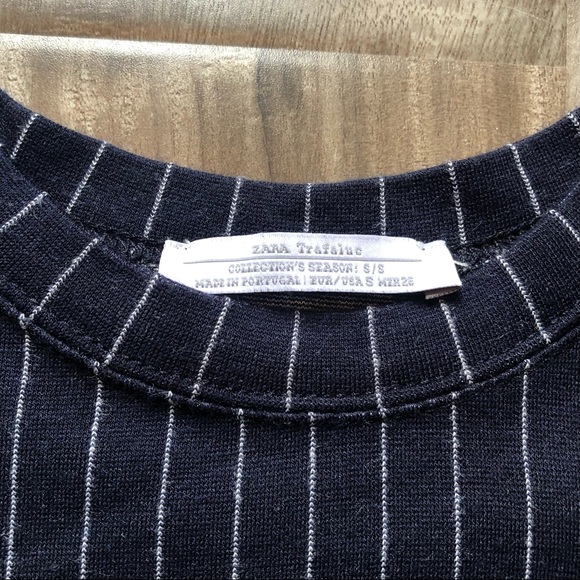 ZARA Trafaluc
COLLECTION'S SEASON: S/S
MADE IN PORTUGAL | EUR/USA S MEX 26